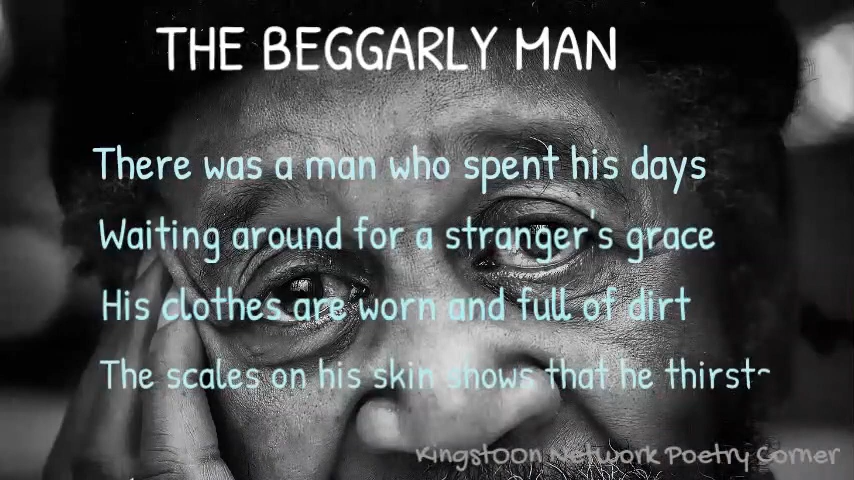 THE BEGGARLY MAN
There was a man who spent his days
Waiting around for a stranger's grace
His clothes are worn and full of dirt
The scales on his skin shows that he thirst
Kingstoon Network Poetry Corner